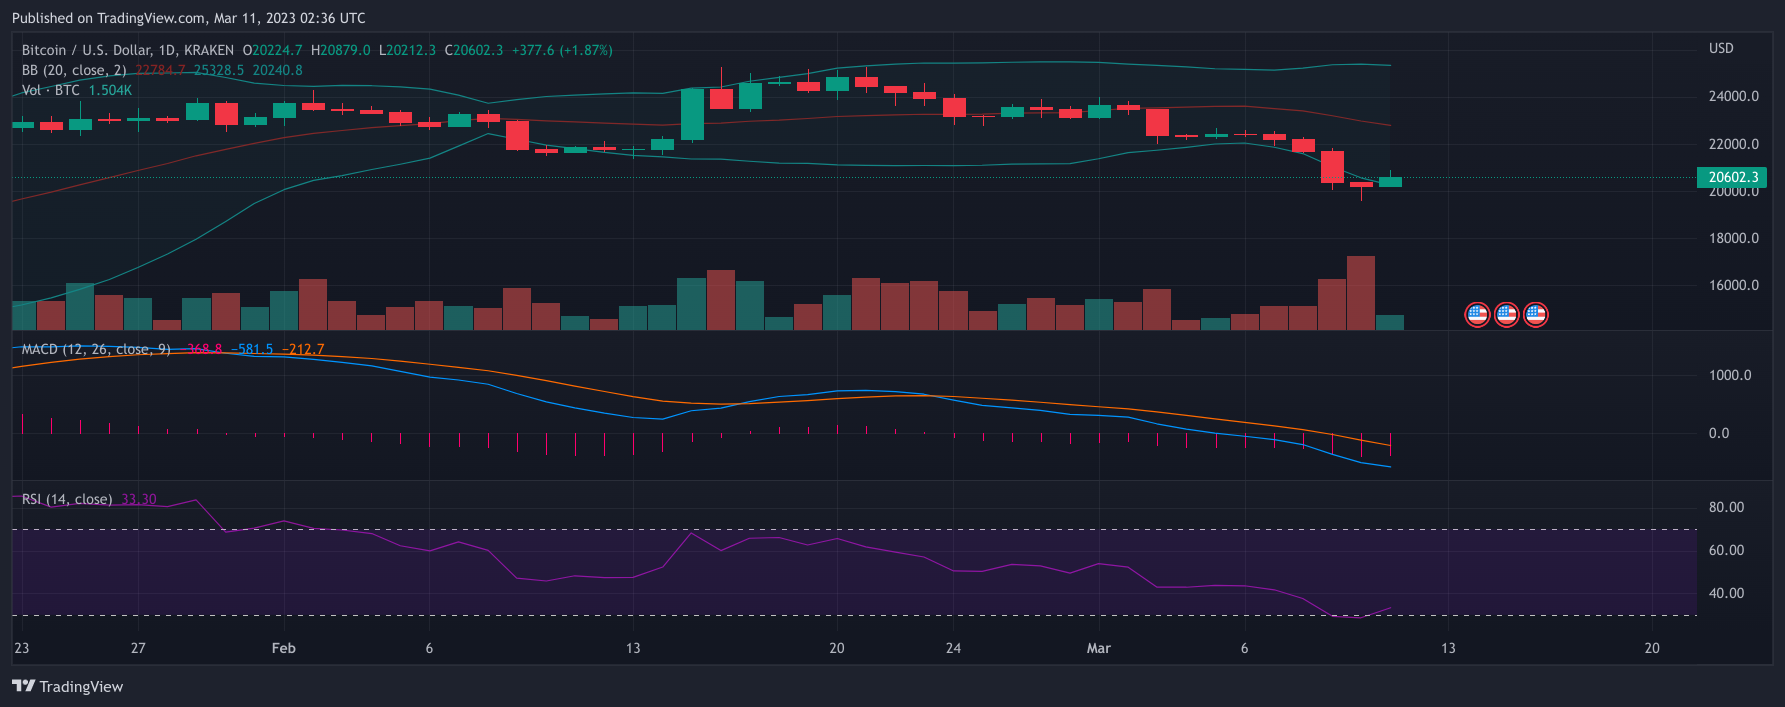 Published on TradingView.com, Mar 11, 2023 02:36 UTC
Bitcoin / U.S. Dollar, 1D, KRAKEN O20224.7 H20879.0 L20212.3 C20602.3 +377.6 (+1.87%)
USD
BB (20, close, 2) 22784.7 25328.5 20240.8
Vol · BTC 1.504K
24000.0
22000.0
20602.3
20000.0
18000.0
16000.0
MACD (12, 26, close, 9) −368.8 −581.5 −212.7
1000.0
0.0
RSI (14, close) 33.30
80.00
60.00
40.00
23 27 Feb 6 13 20 24 Mar 6 13 20
TradingView